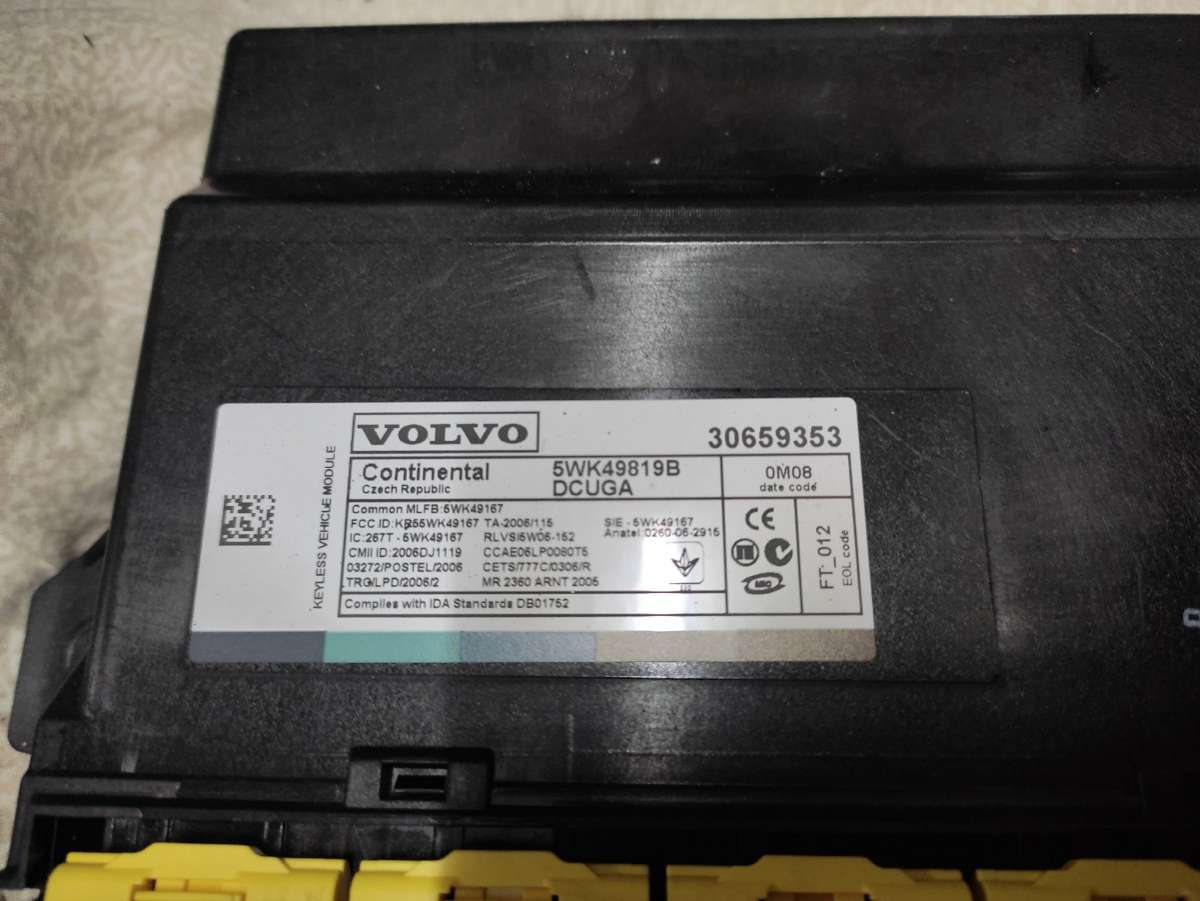 VOLVO
30659353
KEYLESS VEHICLE MODULE
Continental
Czech Republic
5WK49819B
DCUGA
0M08
date code
Common MLFB:5WK49167
FCC ID:KR55WK49167 TA-2006/115
SIE - 5WK49167
IC:267T - 5WK49167 RLVSI5W06-152
Anatel:0260-06-2915
CMII ID:2006DJ1119 CCAE06LP0080T5
03272/POSTEL/2006 CETS/777C/0306/R
TRG/LPD/2006/2 MR 2360 ARNT 2005
Complies with IDA Standards DB01752
CE
MIC
FT_012
EOL code